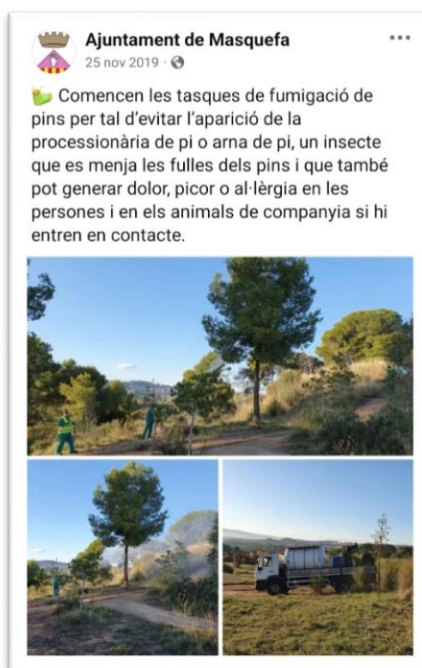 Ajuntament de Masquefa
25 nov 2019 ·
Comencen les tasques de fumigació de
pins per tal d'evitar l'aparició de la
processionària de pi o arna de pi, un insecte
que es menja les fulles dels pins i que també
pot generar dolor, picor o al·lèrgia en les
persones i en els animals de companyia si hi
entren en contacte.